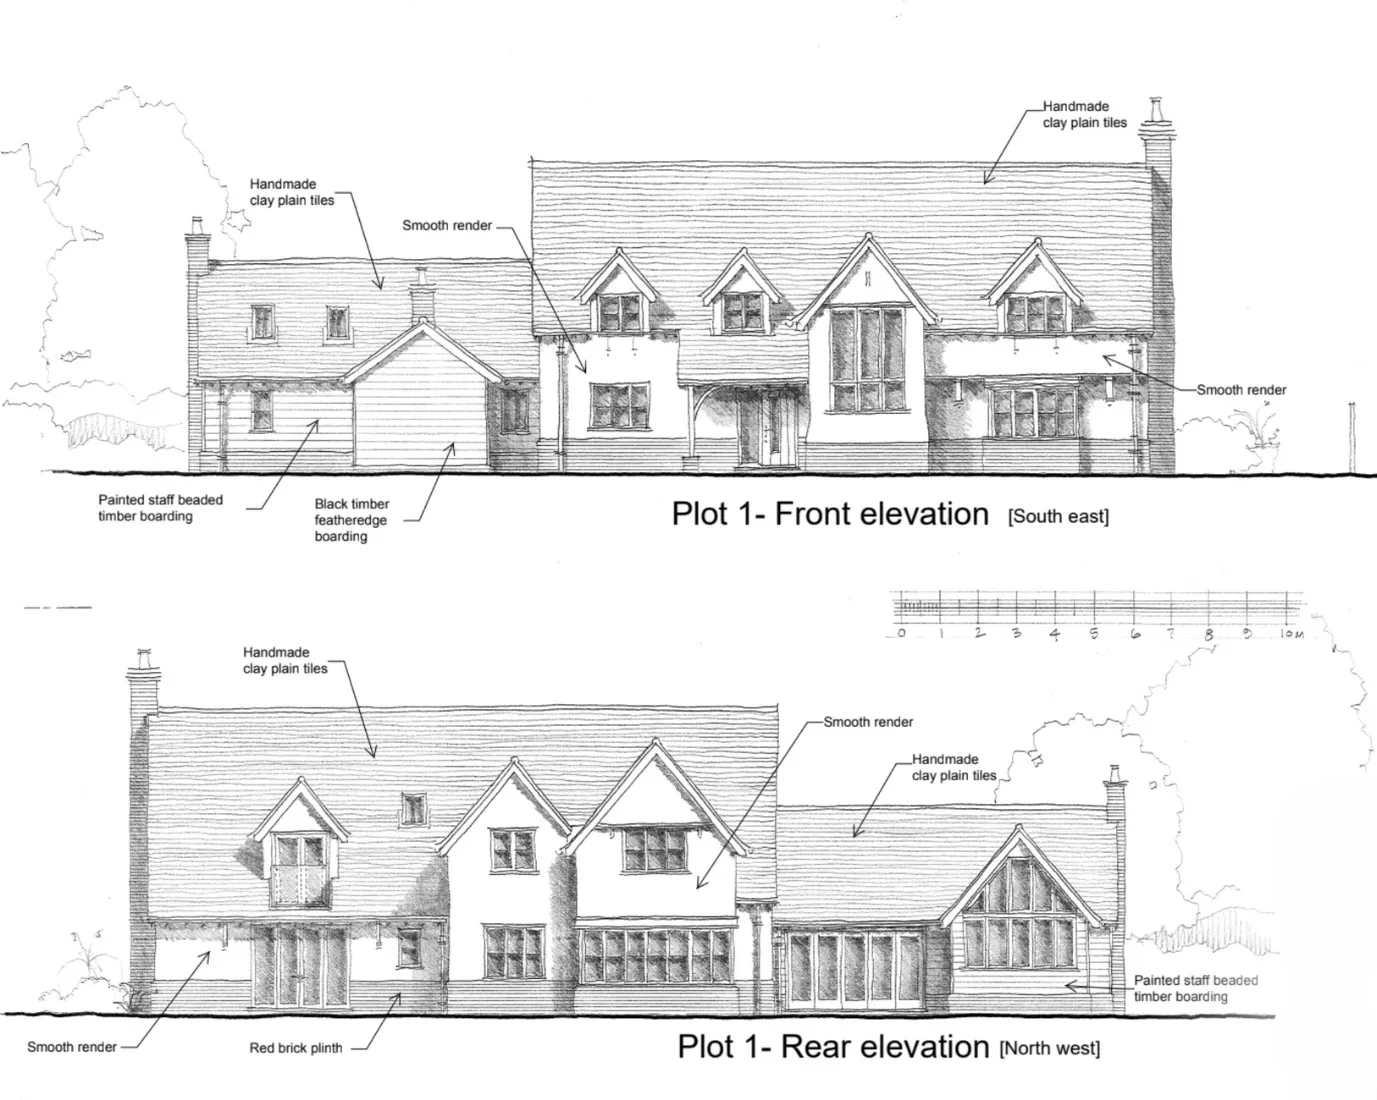 Handmade
clay plain tiles
Handmade
clay plain tiles
Smooth render
Smooth render
Painted staff beaded
timber boarding
Black timber
featheredge
boarding
Plot 1- Front elevation [South east]
0 1 2 3 4 5 6 7 8 9 10M
Handmade
clay plain tiles
Smooth render
Handmade
clay plain tiles
Painted staff beaded
timber boarding
Smooth render
Red brick plinth
Plot 1- Rear elevation [North west]